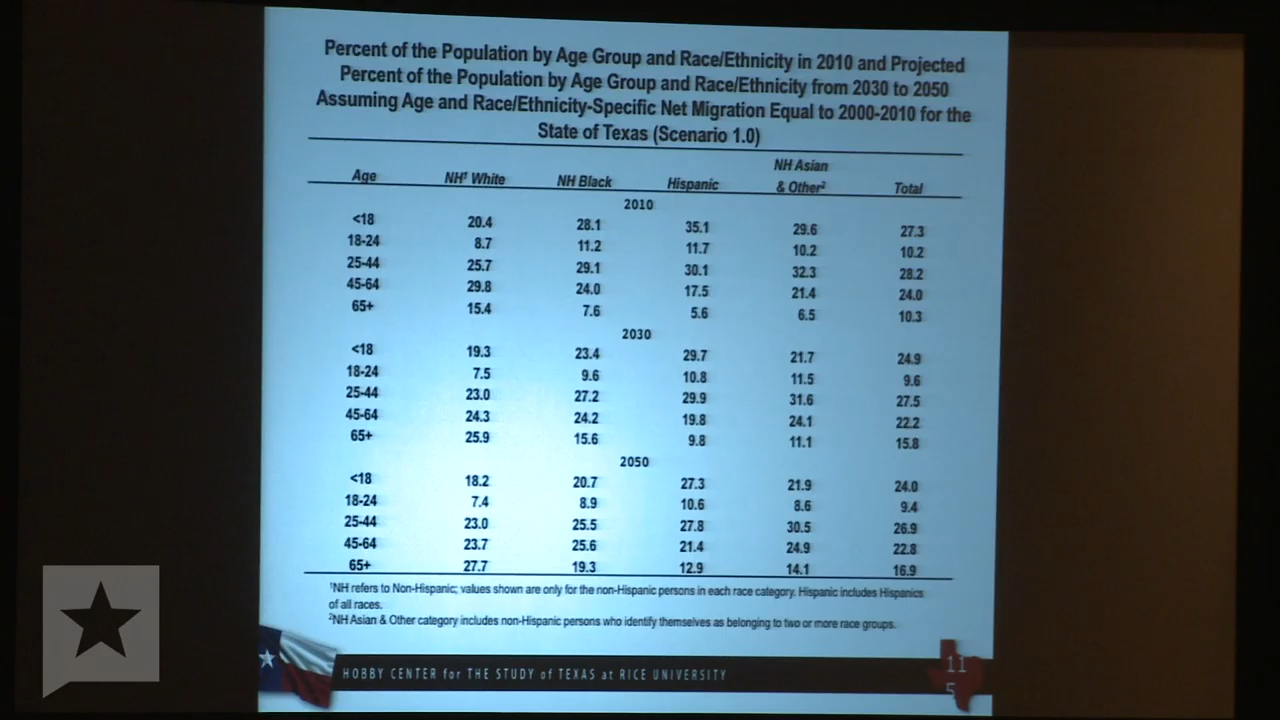 Percent of the Population by Age Group and Race/Ethnicity in 2010 and Projected
Percent of the Population by Age Group and Race/Ethnicity from 2030 to 2050
Assuming Age and Race/Ethnicity-Specific Net Migration Equal to 2000-2010 for the
State of Texas (Scenario 1.0)
Age NH¹ White NH Black Hispanic NH Asian & Other² Total
2010
<18 20.4 28.1 35.1 29.6 27.3
18-24 8.7 11.2 11.7 10.2 10.2
25-44 25.7 29.1 30.1 32.3 28.2
45-64 29.8 24.0 17.5 21.4 24.0
65+ 15.4 7.6 5.6 6.5 10.3
2030
<18 19.3 23.4 29.7 21.7 24.9
18-24 7.5 9.6 10.8 11.5 9.6
25-44 23.0 27.2 29.9 31.6 27.5
45-64 24.3 24.2 19.8 24.1 22.2
65+ 25.9 15.6 9.8 11.1 15.8
2050
<18 18.2 20.7 27.3 21.9 24.0
18-24 7.4 8.9 10.6 8.6 9.4
25-44 23.0 25.5 27.8 30.5 26.9
45-64 23.7 25.6 21.4 24.9 22.8
65+ 27.7 19.3 12.9 14.1 16.9
¹NH refers to Non-Hispanic; values shown are only for the non-Hispanic persons in each race category. Hispanic includes Hispanics
of all races.
²NH Asian & Other category includes non-Hispanic persons who identify themselves as belonging to two or more race groups.
HOBBY CENTER for THE STUDY of TEXAS at RICE UNIVERSITY
11
5